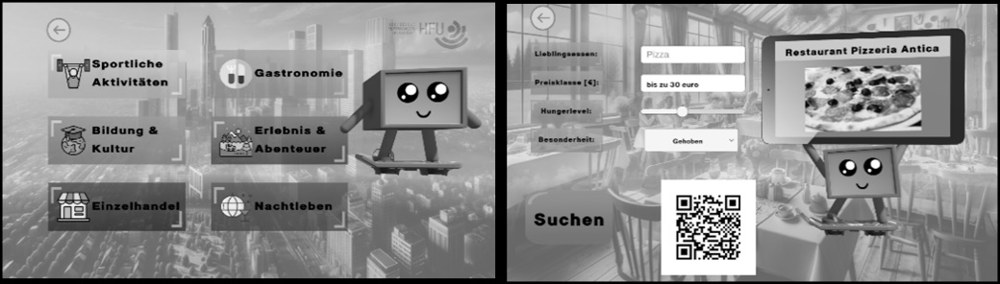 HFU
Sportliche
Aktivitäten
Gastronomie
Bildung &
Kultur
Erlebnis &
Abenteuer
Einzelhandel
Nachtleben
Lieblingsessen:
Pizza
Preisklasse [€]:
bis zu 30 euro
Hungerlevel:
Besonderheit:
Gehoben
Suchen
Restaurant Pizzeria Antica